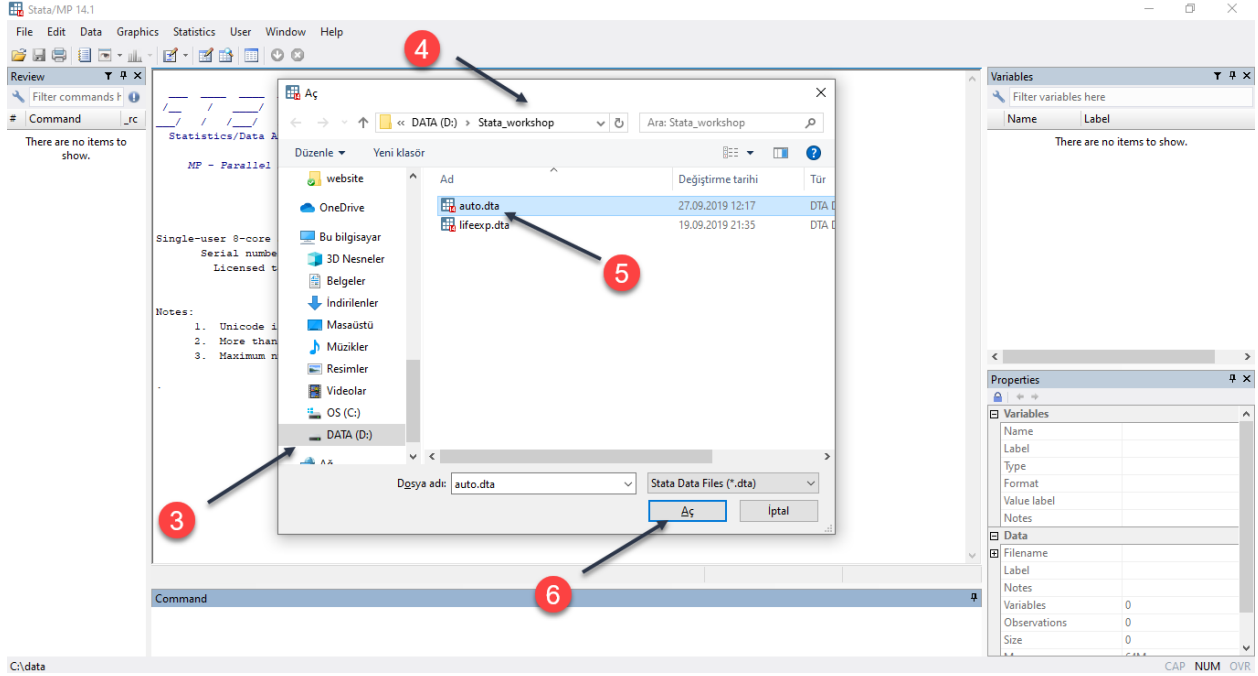 Stata/MP 14.1
File Edit Data Graphics Statistics User Window Help
4
Review
Filter commands h
# Command _rc
There are no items to
show.
Statistics/Data A
MP - Parallel
Single-user 8-core
Serial numbe
Licensed t
Notes:
1. Unicode i
2. More than
3. Maximum n
.
Aç
« DATA (D:) › Stata_workshop
Ara: Stata_workshop
Düzenle
Yeni klasör
website
OneDrive
Bu bilgisayar
3D Nesneler
Belgeler
İndirilenler
Masaüstü
Müzikler
Resimler
Videolar
OS (C:)
DATA (D:)
Ağ
Ad Değiştirme tarihi Tür
auto.dta 27.09.2019 12:17 DTA D
lifeexp.dta 19.09.2019 21:35 DTA D
5
3
Dosya adı: auto.dta
Stata Data Files (*.dta)
Aç İptal
6
Command
Variables
Filter variables here
Name Label
There are no items to show.
Properties
Variables
Name
Label
Type
Format
Value label
Notes
Data
Filename
Label
Notes
Variables 0
Observations 0
Size 0
C:\data
CAP NUM OVR